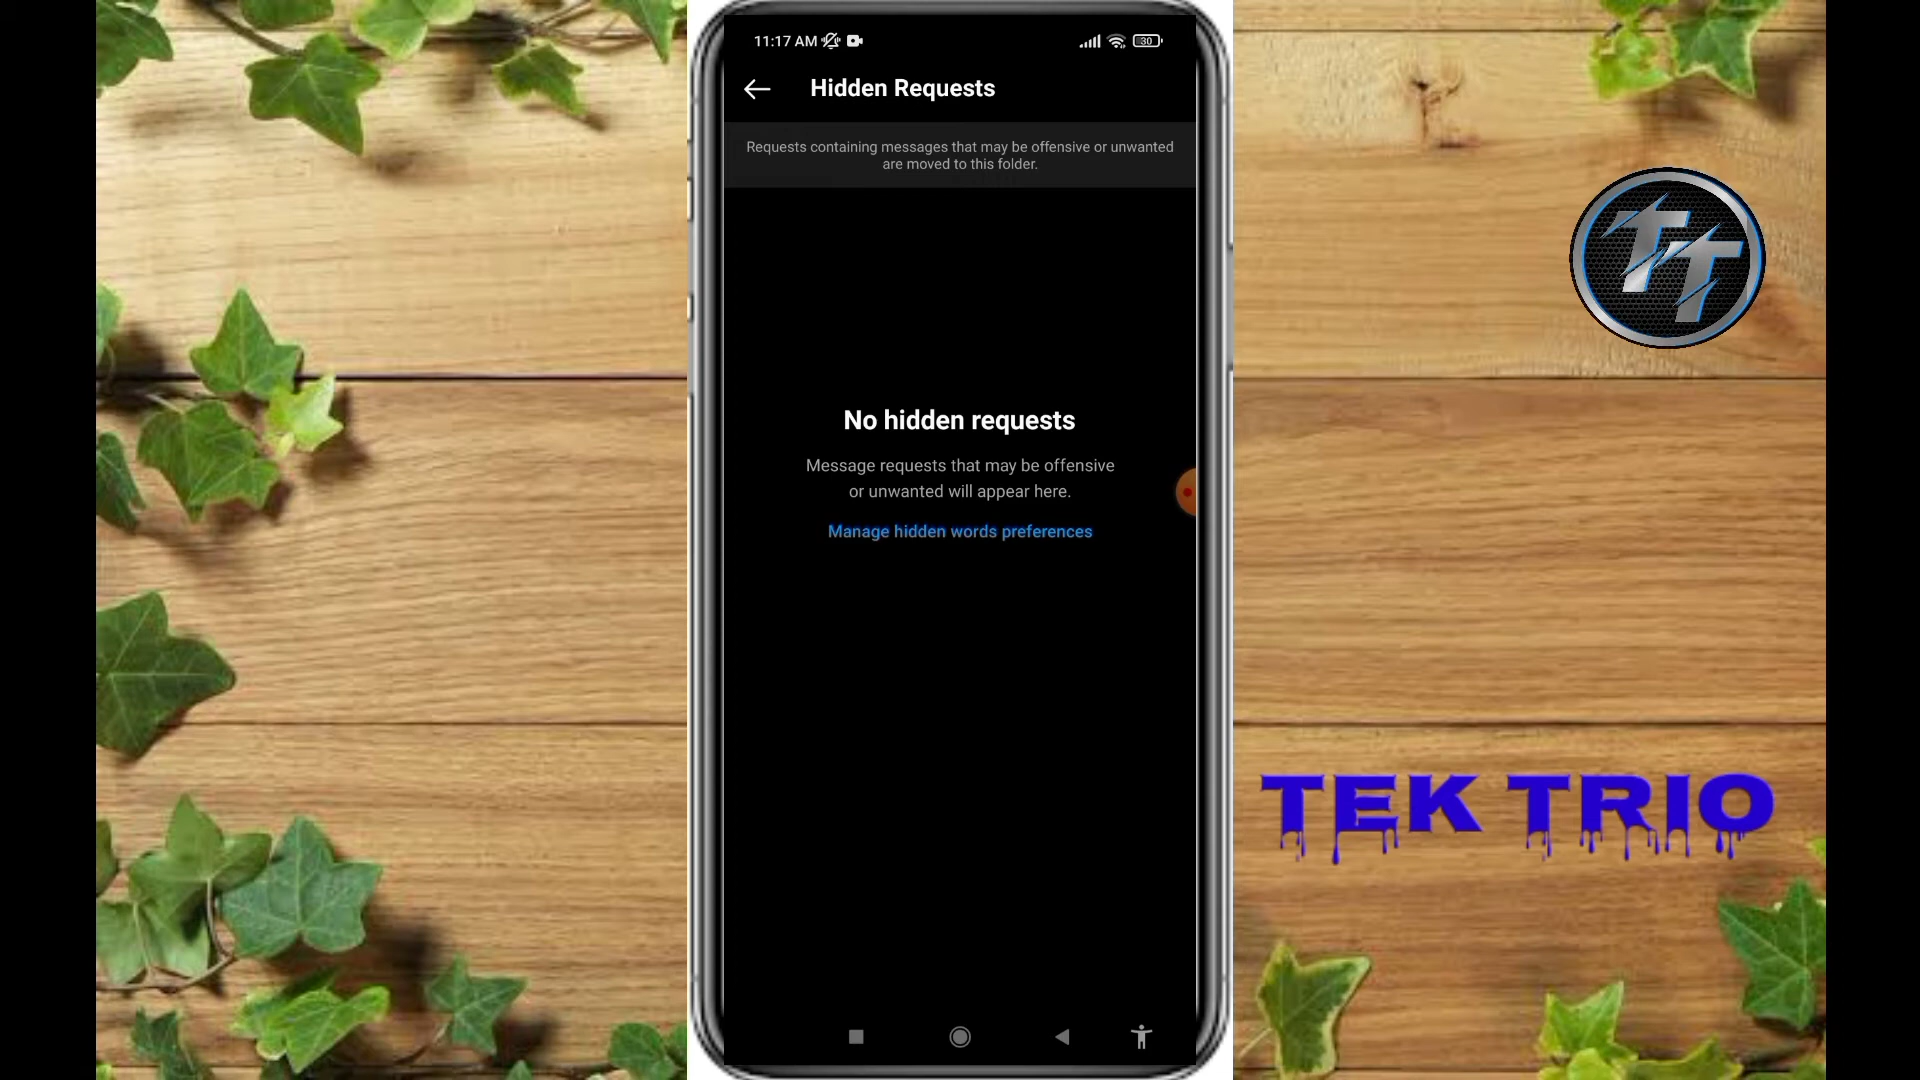 11:17 AM
30
Hidden Requests
Requests containing messages that may be offensive or unwanted
are moved to this folder.
TT
No hidden requests
Message requests that may be offensive
or unwanted will appear here.
Manage hidden words preferences
TEK TRIO